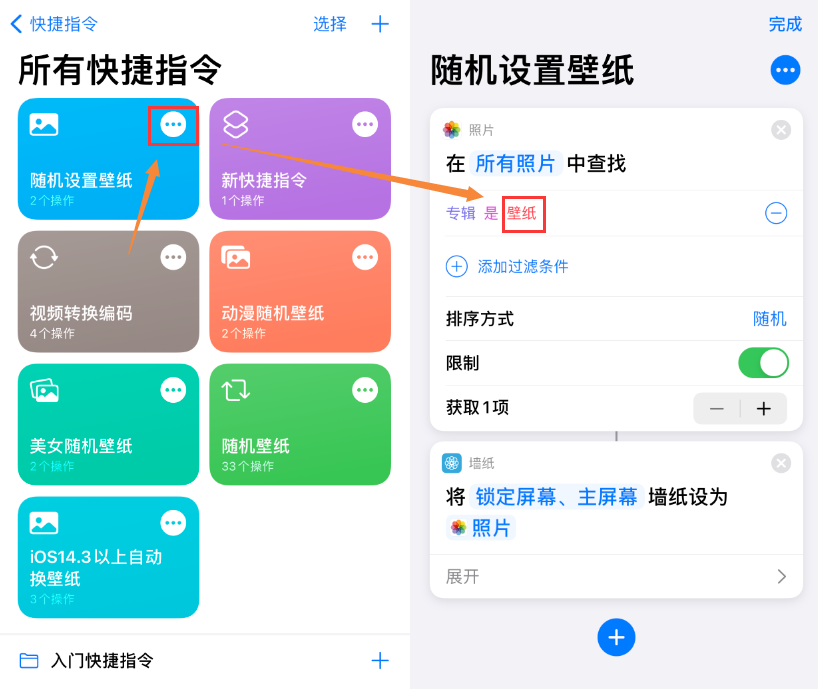 快捷指令
选择
所有快捷指令
随机设置壁纸
2个操作
新快捷指令
1个操作
视频转换编码
4个操作
动漫随机壁纸
2个操作
美女随机壁纸
2个操作
随机壁纸
33个操作
iOS14.3以上自动
换壁纸
3个操作
入门快捷指令
完成
随机设置壁纸
照片
在 所有照片 中查找
专辑 是 壁纸
添加过滤条件
排序方式
随机
限制
获取1项
墙纸
将 锁定屏幕、主屏幕 墙纸设为
照片
展开